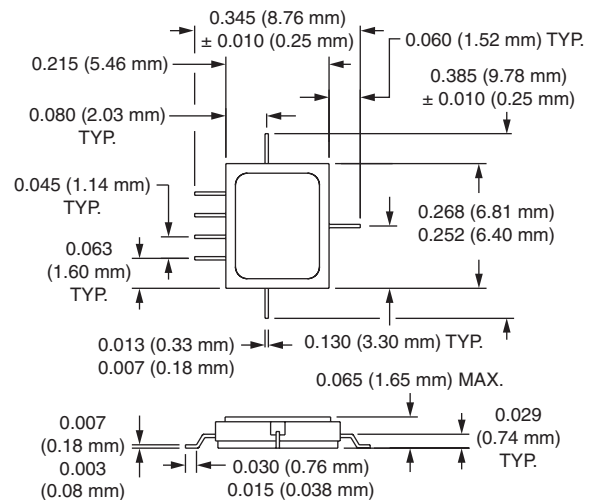 0.345 (8.76 mm)
± 0.010 (0.25 mm)
0.060 (1.52 mm) TYP.
0.215 (5.46 mm)
0.385 (9.78 mm)
± 0.010 (0.25 mm)
0.080 (2.03 mm)
TYP.
0.045 (1.14 mm)
TYP.
0.268 (6.81 mm)
0.252 (6.40 mm)
0.063
(1.60 mm)
TYP.
0.013 (0.33 mm)
0.007 (0.18 mm)
0.130 (3.30 mm) TYP.
0.065 (1.65 mm) MAX.
0.007
(0.18 mm)
0.003
(0.08 mm)
0.030 (0.76 mm)
0.015 (0.038 mm)
0.029
(0.74 mm)
TYP.